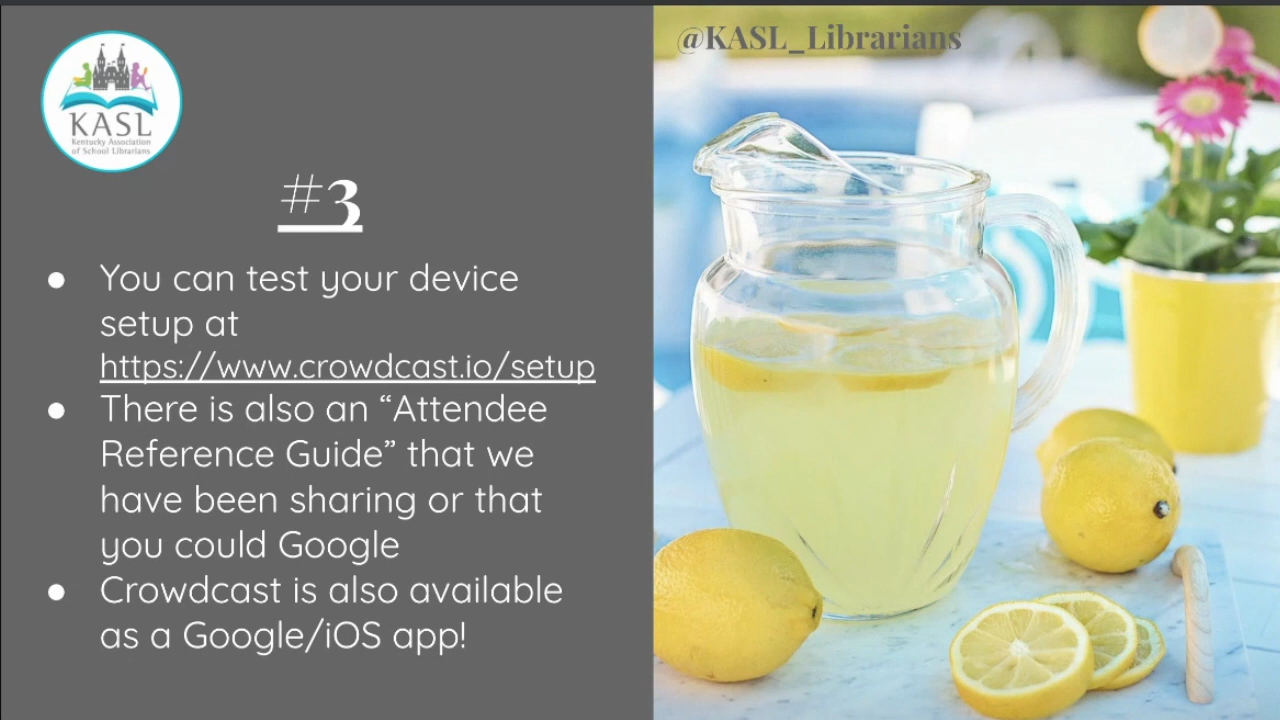 @KASL_Librarians
KASL
Kentucky Association
of School Librarians
#3
● You can test your device
setup at
https://www.crowdcast.io/setup
● There is also an “Attendee
Reference Guide” that we
have been sharing or that
you could Google
● Crowdcast is also available
as a Google/iOS app!